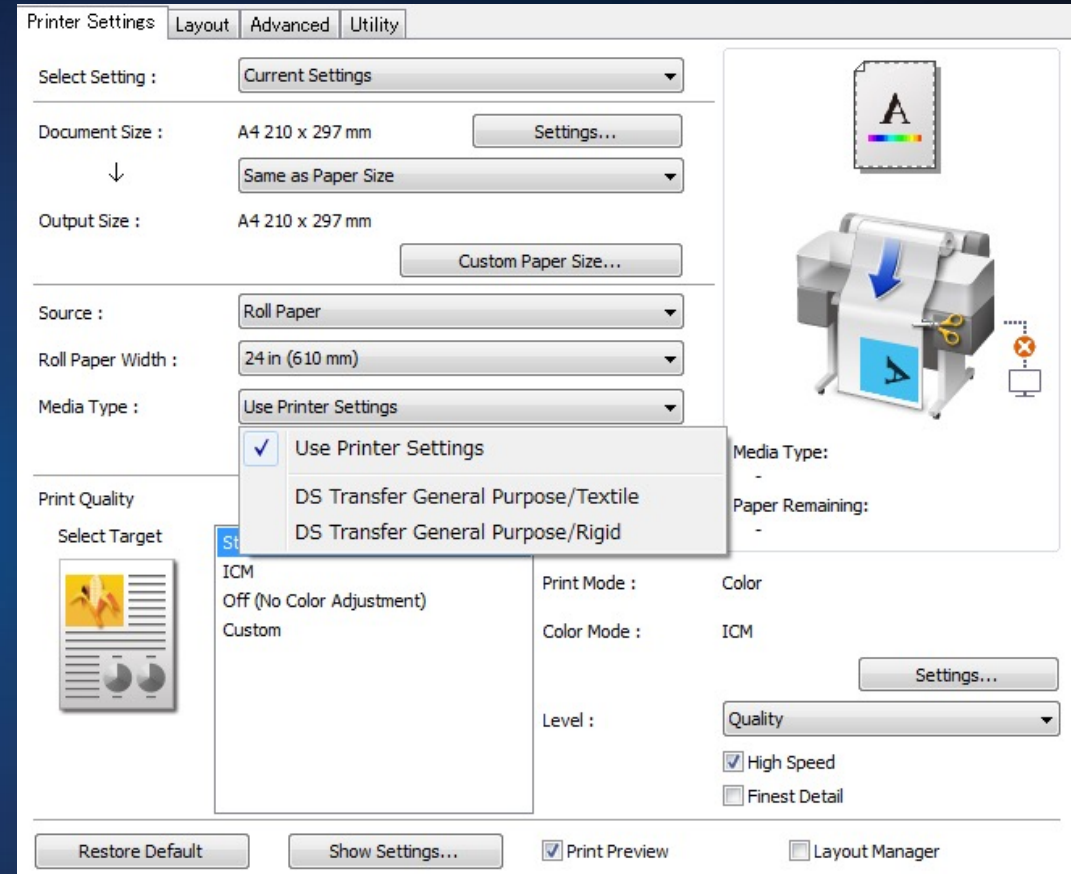 Printer Settings Layout Advanced Utility
Select Setting : Current Settings
Document Size : A4 210 x 297 mm Settings...
↓ Same as Paper Size
Output Size : A4 210 x 297 mm
Custom Paper Size...
Source : Roll Paper
Roll Paper Width : 24 in (610 mm)
Media Type : Use Printer Settings
✓ Use Printer Settings
DS Transfer General Purpose/Textile
DS Transfer General Purpose/Rigid
A
A
Media Type:
-
Paper Remaining:
-
Print Quality
Select Target
ICM
Off (No Color Adjustment)
Custom
Print Mode : Color
Color Mode : ICM
Settings...
Level : Quality
High Speed
Finest Detail
Restore Default Show Settings... Print Preview Layout Manager